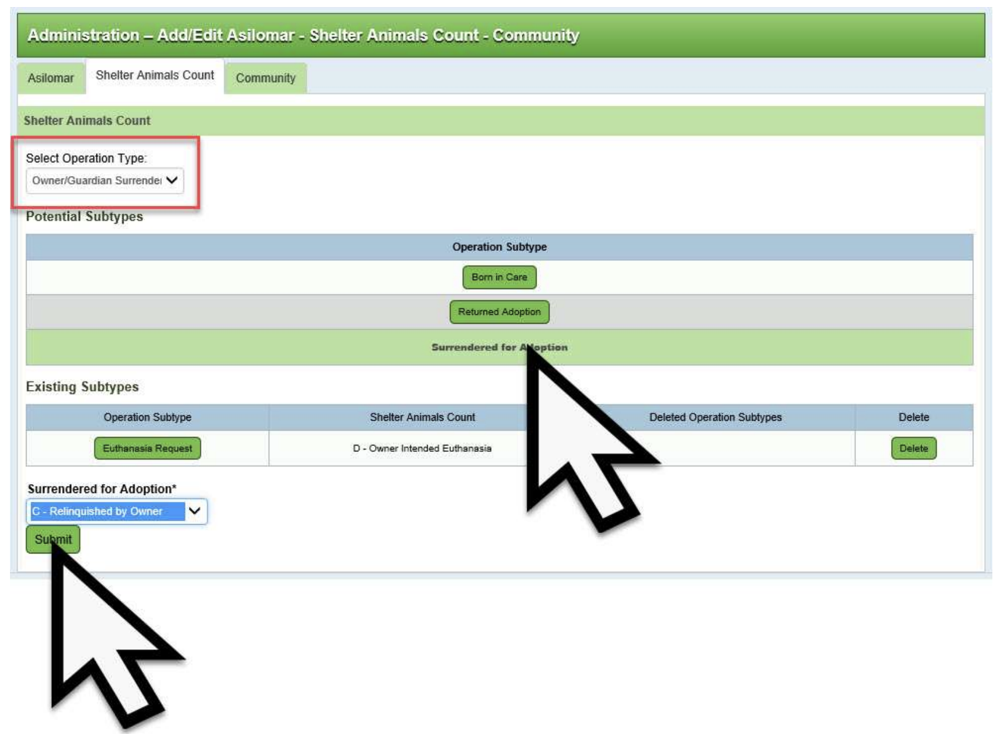 Administration – Add/Edit Asilomar - Shelter Animals Count - Community
Asilomar Shelter Animals Count Community
Shelter Animals Count
Select Operation Type:
Owner/Guardian Surrender
Potential Subtypes
Operation Subtype
Born in Care
Returned Adoption
Surrendered for Adoption
Existing Subtypes
Operation Subtype Shelter Animals Count Deleted Operation Subtypes Delete
Euthanasia Request D - Owner Intended Euthanasia Delete
Surrendered for Adoption*
C - Relinquished by Owner
Submit